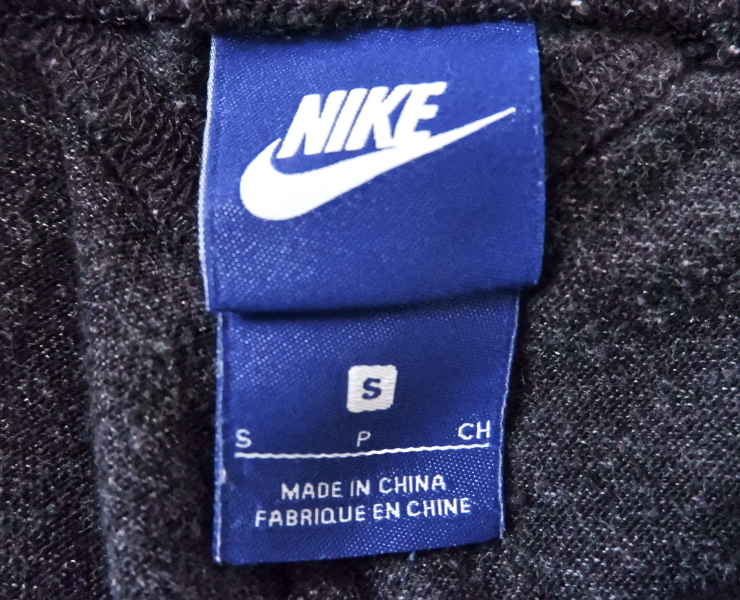 NIKE
S
S P CH
MADE IN CHINA
FABRIQUE EN CHINE